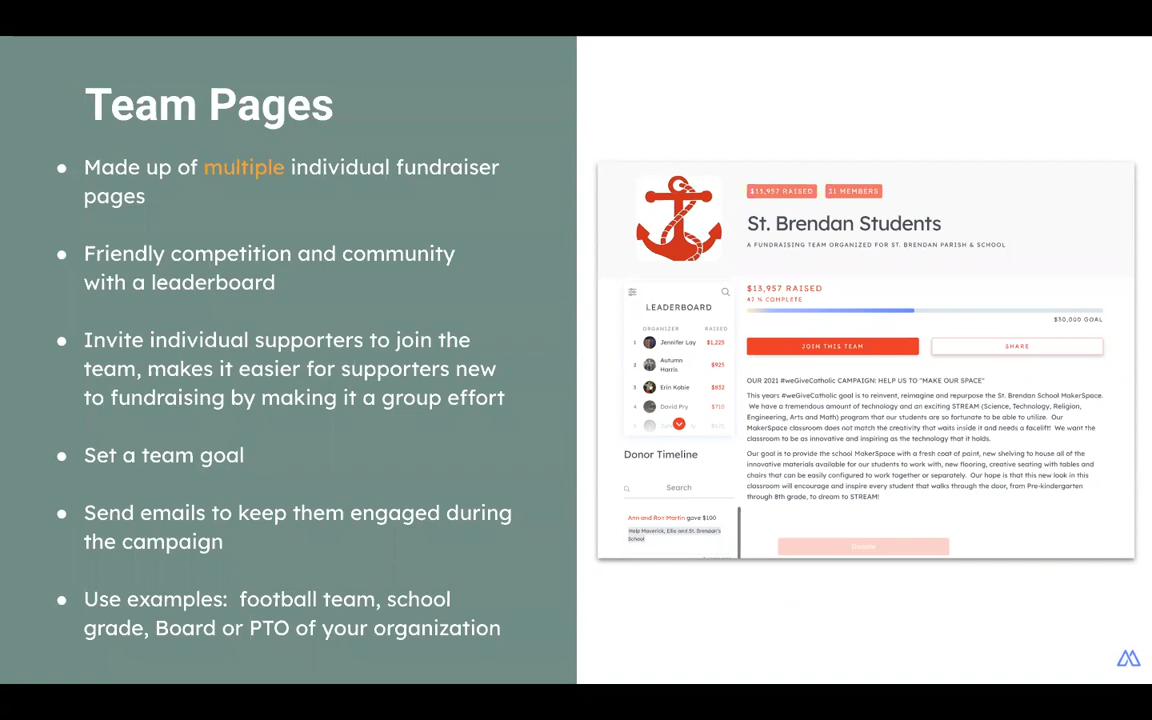 Team Pages
● Made up of multiple individual fundraiser
pages
● Friendly competition and community
with a leaderboard
● Invite individual supporters to join the
team, makes it easier for supporters new
to fundraising by making it a group effort
● Set a team goal
● Send emails to keep them engaged during
the campaign
● Use examples: football team, school
grade, Board or PTO of your organization
$13,957 RAISED
31 MEMBERS
St. Brendan Students
A FUNDRAISING TEAM ORGANIZED FOR ST. BRENDAN PARISH & SCHOOL
LEADERBOARD
ORGANIZER RAISED
1 Jennifer Lay $1,225
2 Autumn
Harris $925
3 Erin Kobie $832
4 David Pry $710
Donor Timeline
Search
Ann and Ron Martin gave $100
Help Maverick, Ellis and St. Brendan's
School
$13,957 RAISED
47 % COMPLETE
$30,000 GOAL
JOIN THIS TEAM
SHARE
OUR 2021 #weGiveCatholic CAMPAIGN: HELP US TO "MAKE OUR SPACE"
This years #weGiveCatholic goal is to reinvent, reimagine and repurpose the St. Brendan School MakerSpace.
We have a tremendous amount of technology and an exciting STREAM (Science, Technology, Religion,
Engineering, Arts and Math) program that our students are so fortunate to be able to utilize. Our
MakerSpace classroom does not match the creativity that waits inside it and needs a facelift! We want the
classroom to be as innovative and inspiring as the technology that it holds.
Our goal is to provide the school MakerSpace with a fresh coat of paint, new shelving to house all of the
innovative materials available for our students to work with, new flooring, creative seating with tables and
chairs that can be easily configured to work together or separately. Our hope is that this new look in this
classroom will encourage and inspire every student that walks through the door, from Pre-kindergarten
through 8th grade, to dream to STREAM!
Donate